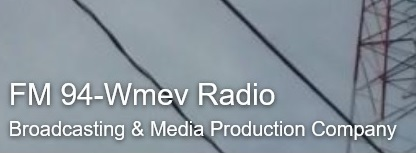 FM 94-Wmev Radio
Broadcasting & Media Production Company